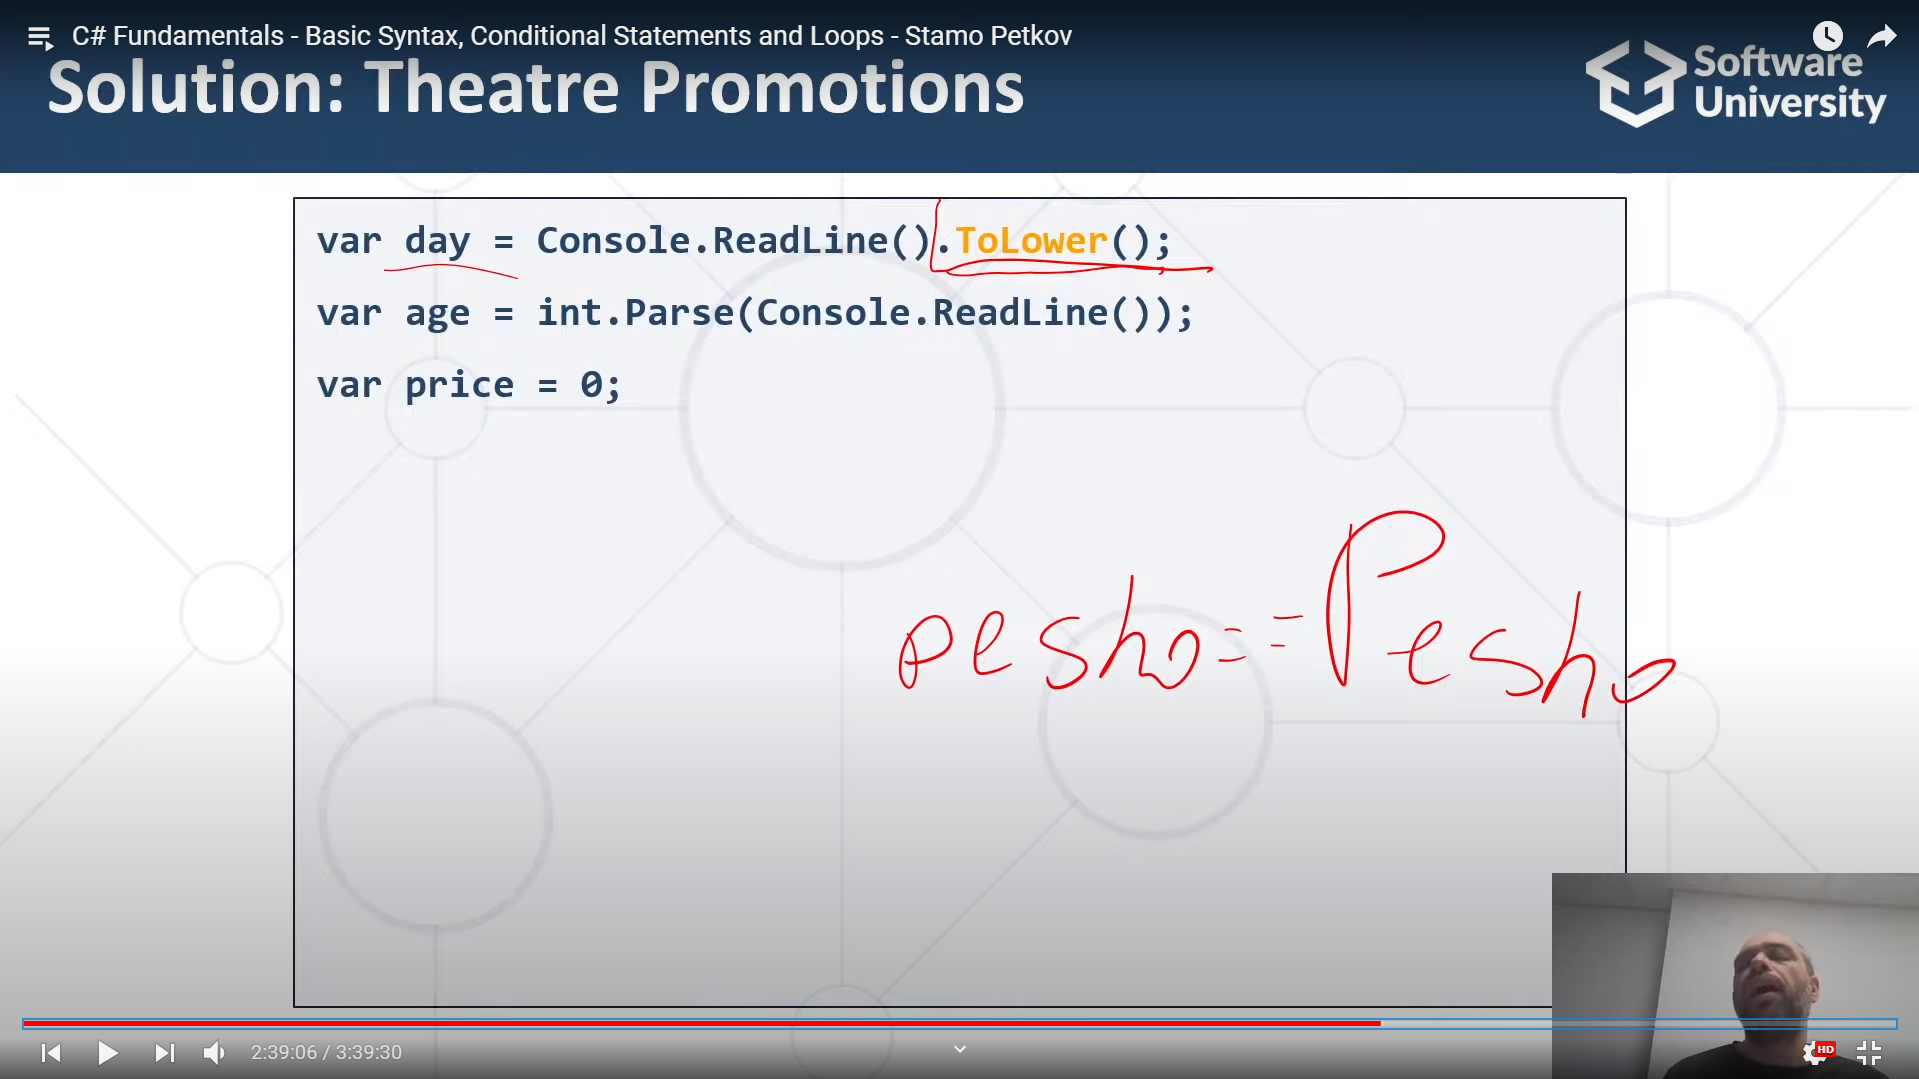 C# Fundamentals - Basic Syntax, Conditional Statements and Loops - Stamo Petkov
Solution: Theatre Promotions
Software
University
var day = Console.ReadLine().ToLower();
var age = int.Parse(Console.ReadLine());
var price = 0;
pesho == Pesho
2:39:06 / 3:39:30
HD